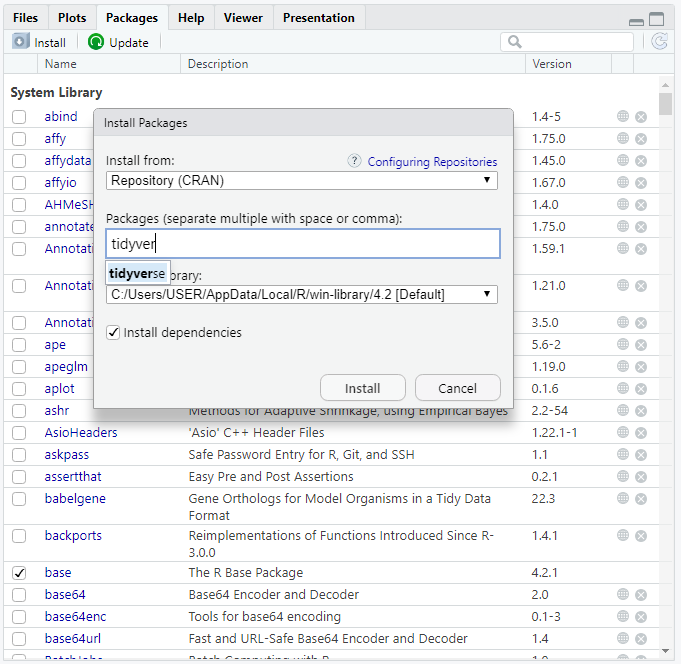 Files Plots Packages Help Viewer Presentation
Install Update
Name Description Version
System Library
abind 1.4-5
affy 1.75.0
affydata 1.45.0
affyio 1.67.0
AHMeSH 1.4.0
annotate 1.75.0
Annotati 1.59.1
Annotati 1.21.0
Annotati 3.5.0
ape 5.6-2
apeglm 1.19.0
aplot 0.1.6
Install Packages
Install from:
? Configuring Repositories
Repository (CRAN)
Packages (separate multiple with space or comma):
tidyver
tidyverse
brary:
C:/Users/USER/AppData/Local/R/win-library/4.2 [Default]
Install dependencies
Install Cancel
ashr Methods for Adaptive Shrinkage, using Empirical Bayes 2.2-54
AsioHeaders 'Asio' C++ Header Files 1.22.1-1
askpass Safe Password Entry for R, Git, and SSH 1.1
assertthat Easy Pre and Post Assertions 0.2.1
babelgene Gene Orthologs for Model Organisms in a Tidy Data 22.3
Format
backports Reimplementations of Functions Introduced Since R- 1.4.1
3.0.0
base The R Base Package 4.2.1
base64 Base64 Encoder and Decoder 2.0
base64enc Tools for base64 encoding 0.1-3
base64url Fast and URL-Safe Base64 Encoder and Decoder 1.4
BatchJobs Batch Computing with R 1.9